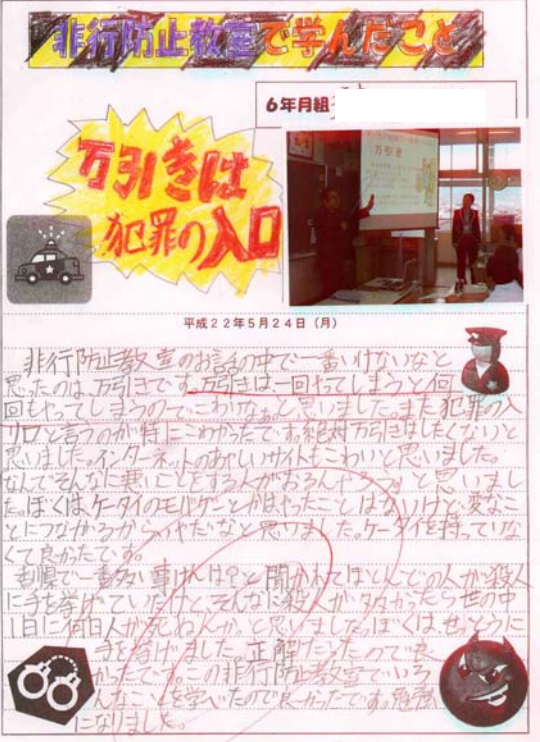 非行防止教室で学んだこと
6年月組
万引き
万引きは
犯罪の入口
平成22年5月24日(月)
非行防止教室のお話の中で一番いけないなと
思ったのは、万引きです。万引きは一回やってしまうと何
回もやってしまうのでこわいなぁ。と思いました。また犯罪の入
り口と言うのが特にこわかったです。絶対万引きはしたくないと
思いました。インターネットのあやしいサイトもこわいと思いました。
なんでそんなに悪いことをする人がおるんやろう。と思いまし
た。ぼくは、ケータイのモバゲーとかはやったことはないけど、変なこ
とにつながるからいやだなと思いました。ケータイを持っていな
くて良かったです。
で一番多い事けんは?と聞かれてほとんどの人が殺人
に手を挙げていたけど、そんなに殺人が多かったら世の中
1日に何百人が死ねんか。と思いました。ぼくは、せっとうに
手を挙げました。正解だったので良
かったです。この非行防止教室でいろ
んなことを学べたので良かったです。勉強
になりました。